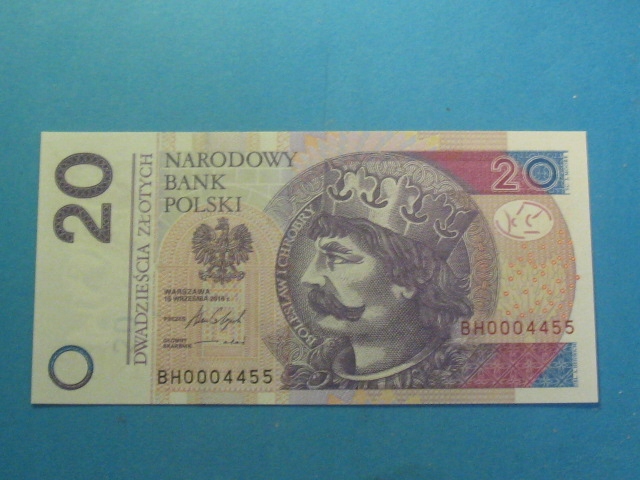 20
DWADZIEŚCIA ZŁOTYCH
NARODOWY
BANK
POLSKI
WARSZAWA
15 WRZEŚNIA 2016 r.
PREZES
GŁÓWNY
SKARBNIK
BH0004455
BOLESŁAW I CHROBRY
20
BH0004455